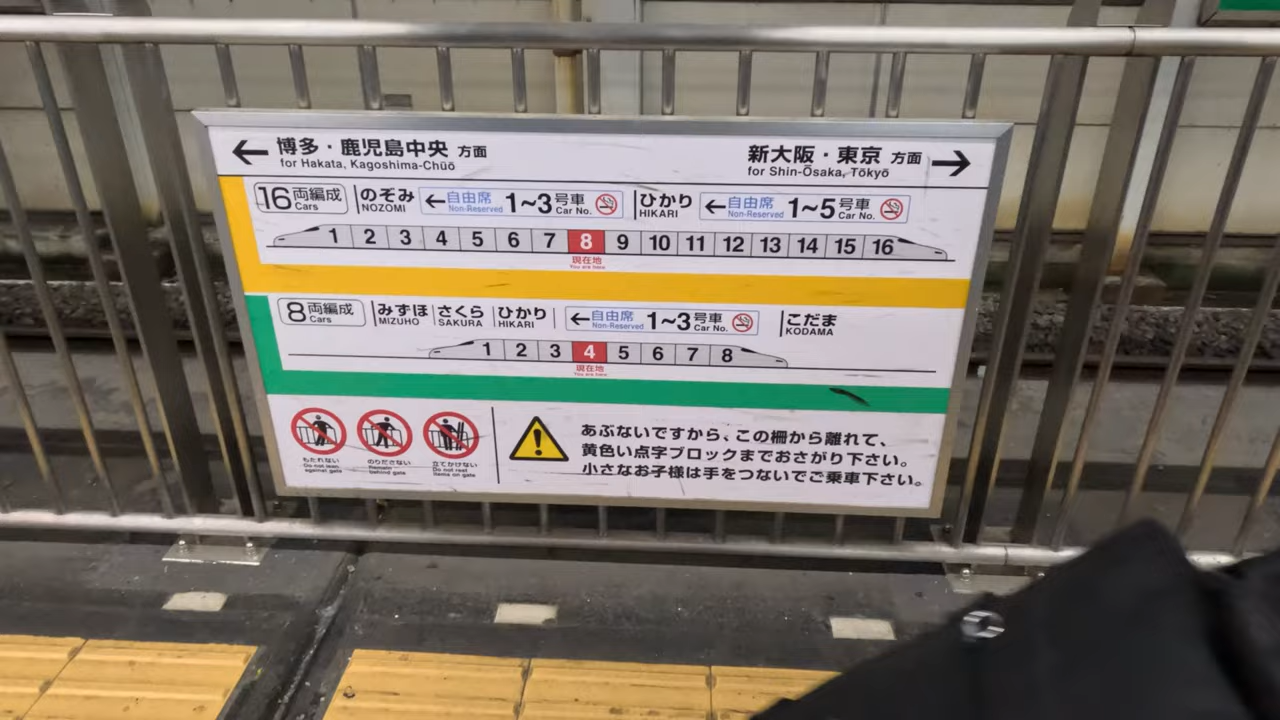 ← 博多・鹿児島中央 方面
for Hakata, Kagoshima-Chūō
新大阪・東京 方面 →
for Shin-Ōsaka, Tōkyō
16両編成 Cars
のぞみ NOZOMI
←自由席 Non-Reserved 1~3号車 Car No.
ひかり HIKARI
←自由席 Non-Reserved 1~5号車 Car No.
1 2 3 4 5 6 7 8 9 10 11 12 13 14 15 16
現在地
You are here
8両編成 Cars
みずほ MIZUHO
さくら SAKURA
ひかり HIKARI
←自由席 Non-Reserved 1~3号車 Car No.
こだま KODAMA
1 2 3 4 5 6 7 8
現在地
You are here
もたれない
Do not lean
against gate
のりださない
Remain
behind gate
立てかけない
Do not rest
items on gate
あぶないですから、この柵から離れて、
黄色い点字ブロックまでおさがり下さい。
小さなお子様は手をつないでご乗車下さい。